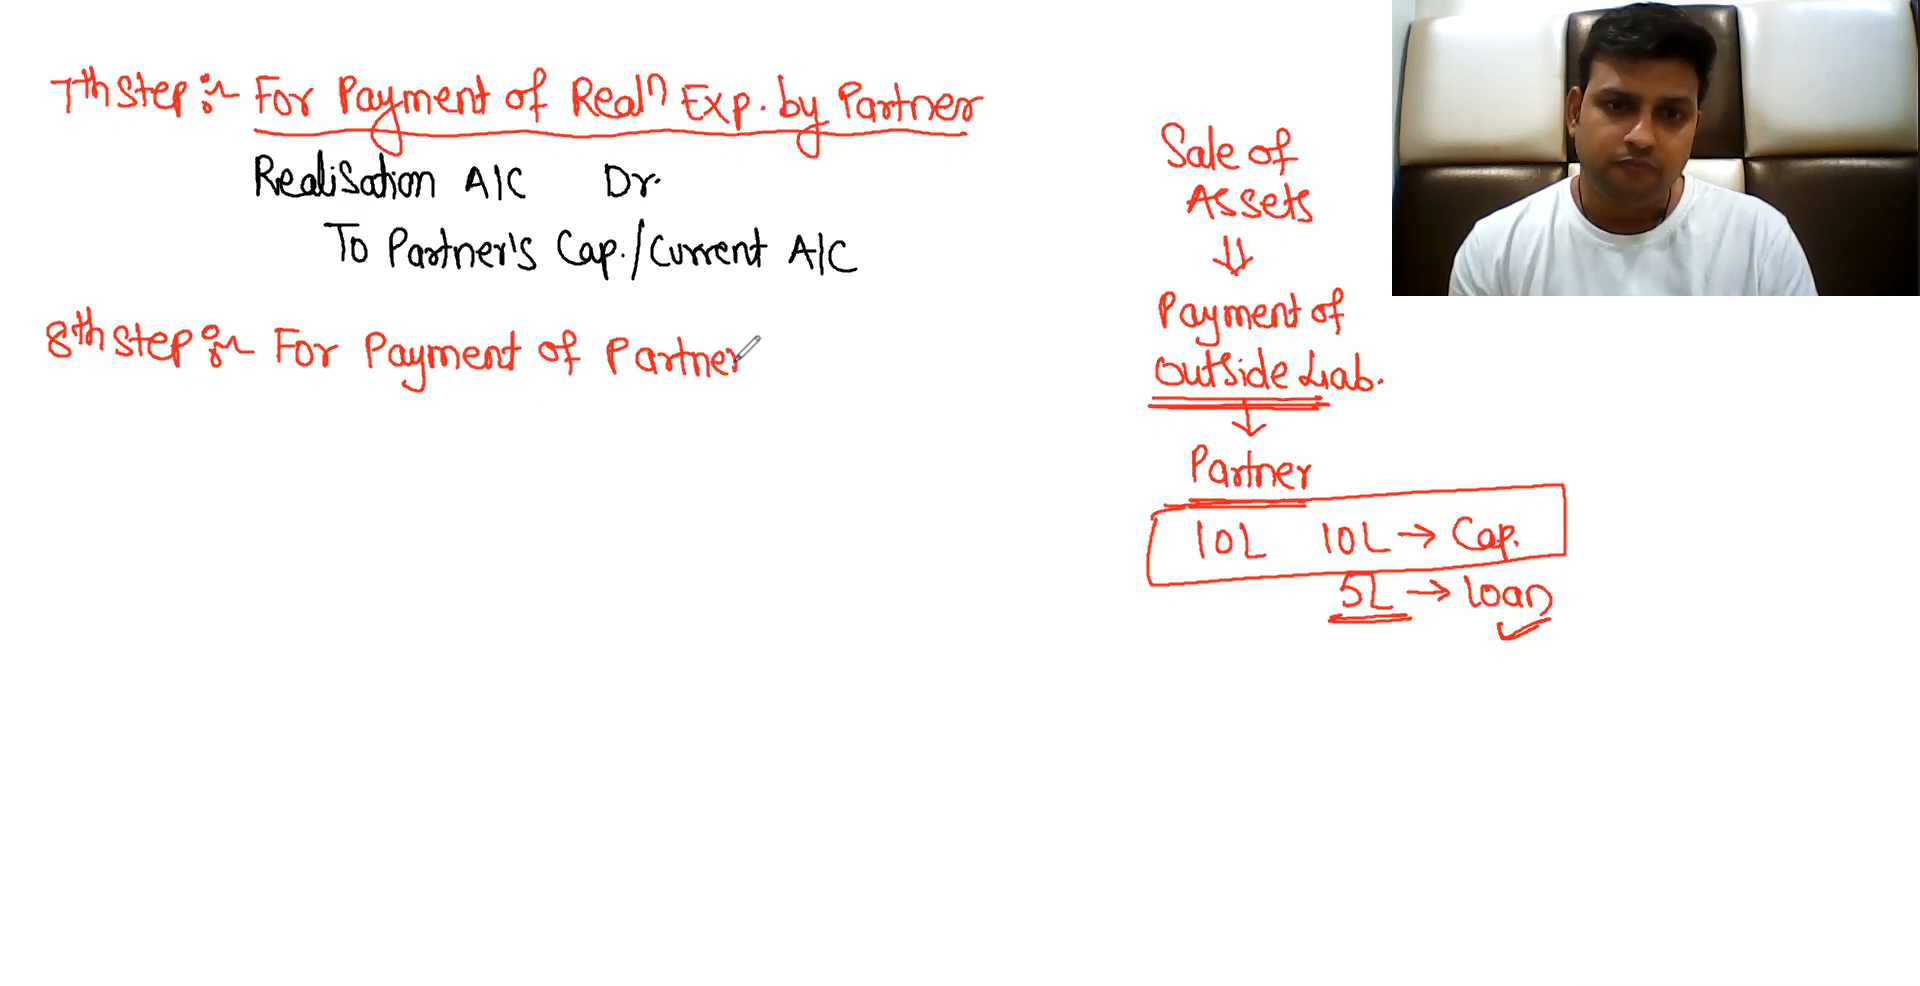 7th Step :- For Payment of Realn Exp. by Partner
Realisation A/C Dr.
To Partner's Cap./Current A/C
8th Step :- For Payment of Partner
Sale of
Assets
⇓
Payment of
outside Liab.
↓
Partner
10L 10L → Cap.
5L → Loan